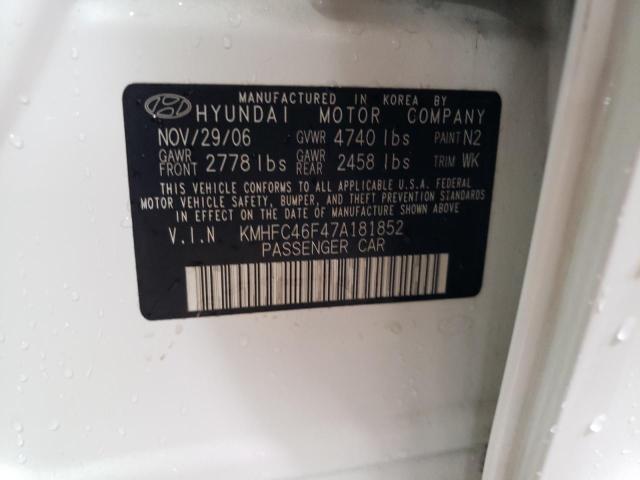 MANUFACTURED IN KOREA BY
HYUNDAI MOTOR COMPANY
NOV/29/06 GVWR 4740 lbs PAINT N2
GAWR FRONT 2778 lbs GAWR REAR 2458 lbs TRIM WK
THIS VEHICLE CONFORMS TO ALL APPLICABLE U.S.A. FEDERAL
MOTOR VEHICLE SAFETY, BUMPER, AND THEFT PREVENTION STANDARDS
IN EFFECT ON THE DATE OF MANUFACTURE SHOWN ABOVE.
V.I.N KMHFC46F47A181852
PASSENGER CAR